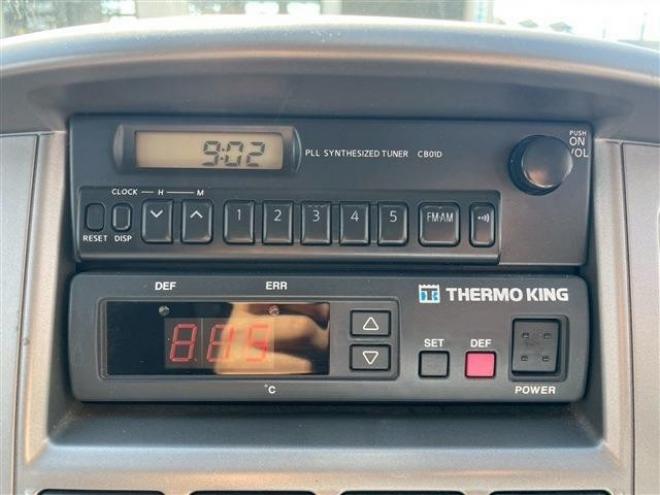 9:02
PLL SYNTHESIZED TUNER CB01D
PUSH
ON
VOL
CLOCK H M
1 2 3 4 5 FM·AM
RESET DISP
DEF ERR
THERMO KING
SET DEF
°C
POWER